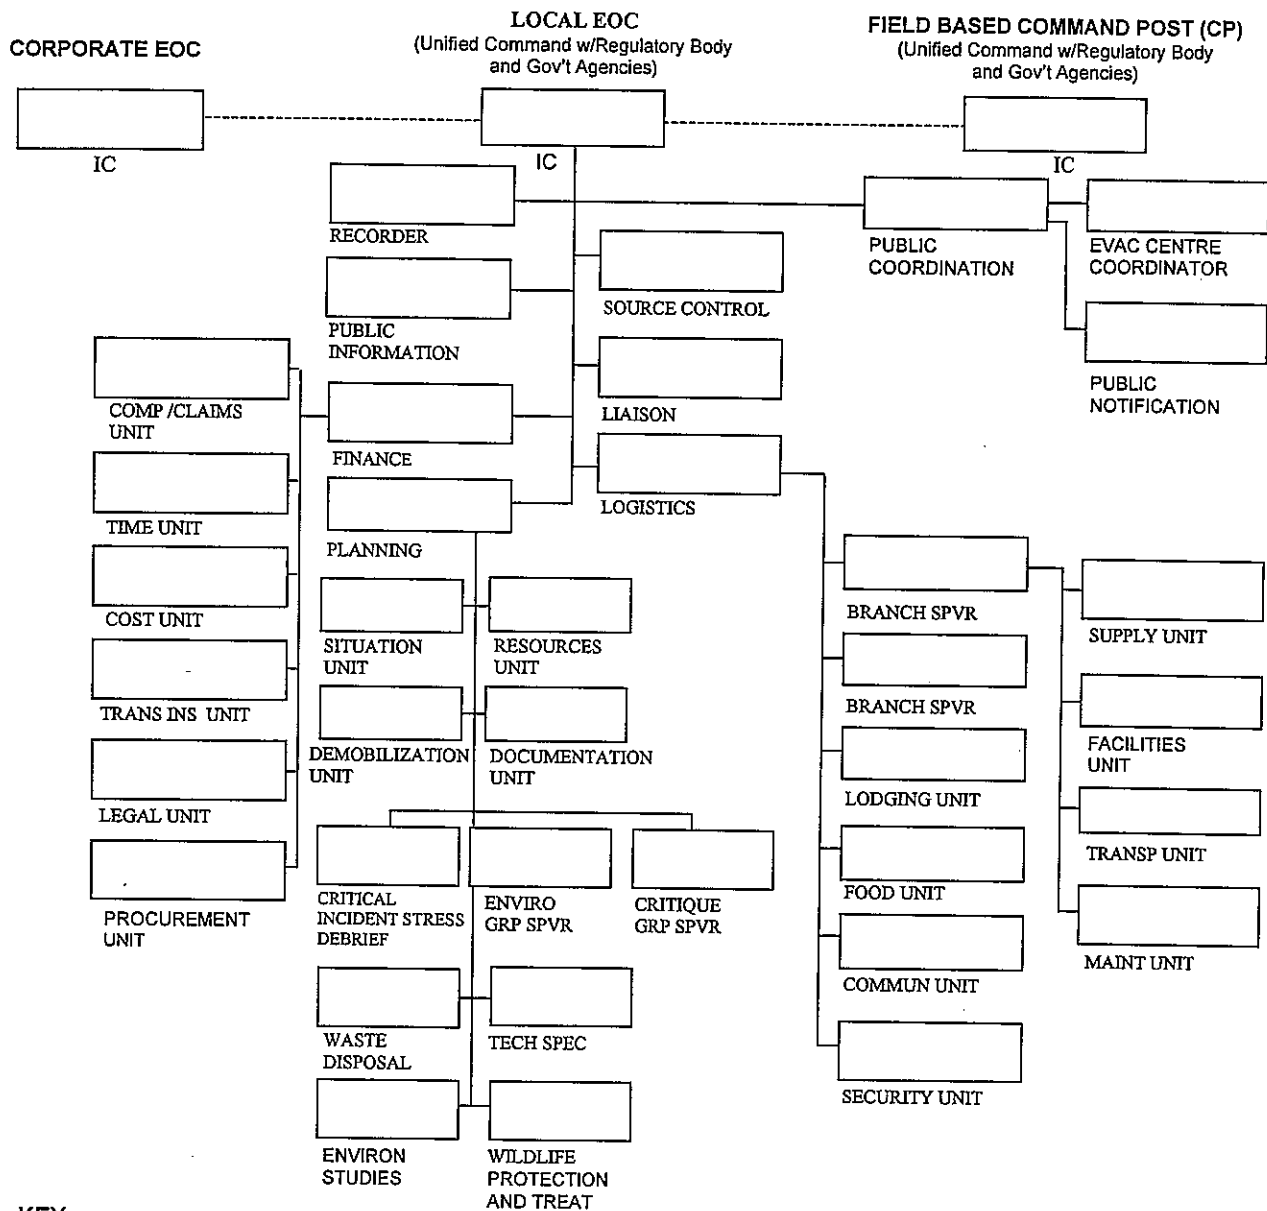 CORPORATE EOC
LOCAL EOC
(Unified Command w/Regulatory Body
and Gov't Agencies)
FIELD BASED COMMAND POST (CP)
(Unified Command w/Regulatory Body
and Gov't Agencies)
IC
IC
IC
RECORDER
PUBLIC
COORDINATION
EVAC CENTRE
COORDINATOR
SOURCE CONTROL
PUBLIC
INFORMATION
PUBLIC
NOTIFICATION
COMP /CLAIMS
UNIT
FINANCE
LIAISON
TIME UNIT
PLANNING
LOGISTICS
COST UNIT
SITUATION
UNIT
RESOURCES
UNIT
BRANCH SPVR
SUPPLY UNIT
TRANS INS UNIT
DEMOBILIZATION
UNIT
DOCUMENTATION
UNIT
BRANCH SPVR
FACILITIES
UNIT
LEGAL UNIT
LODGING UNIT
TRANSP UNIT
PROCUREMENT
UNIT
CRITICAL
INCIDENT STRESS
DEBRIEF
ENVIRO
GRP SPVR
CRITIQUE
GRP SPVR
FOOD UNIT
MAINT UNIT
COMMUN UNIT
WASTE
DISPOSAL
TECH SPEC
SECURITY UNIT
ENVIRON
STUDIES
WILDLIFE
PROTECTION
AND TREAT